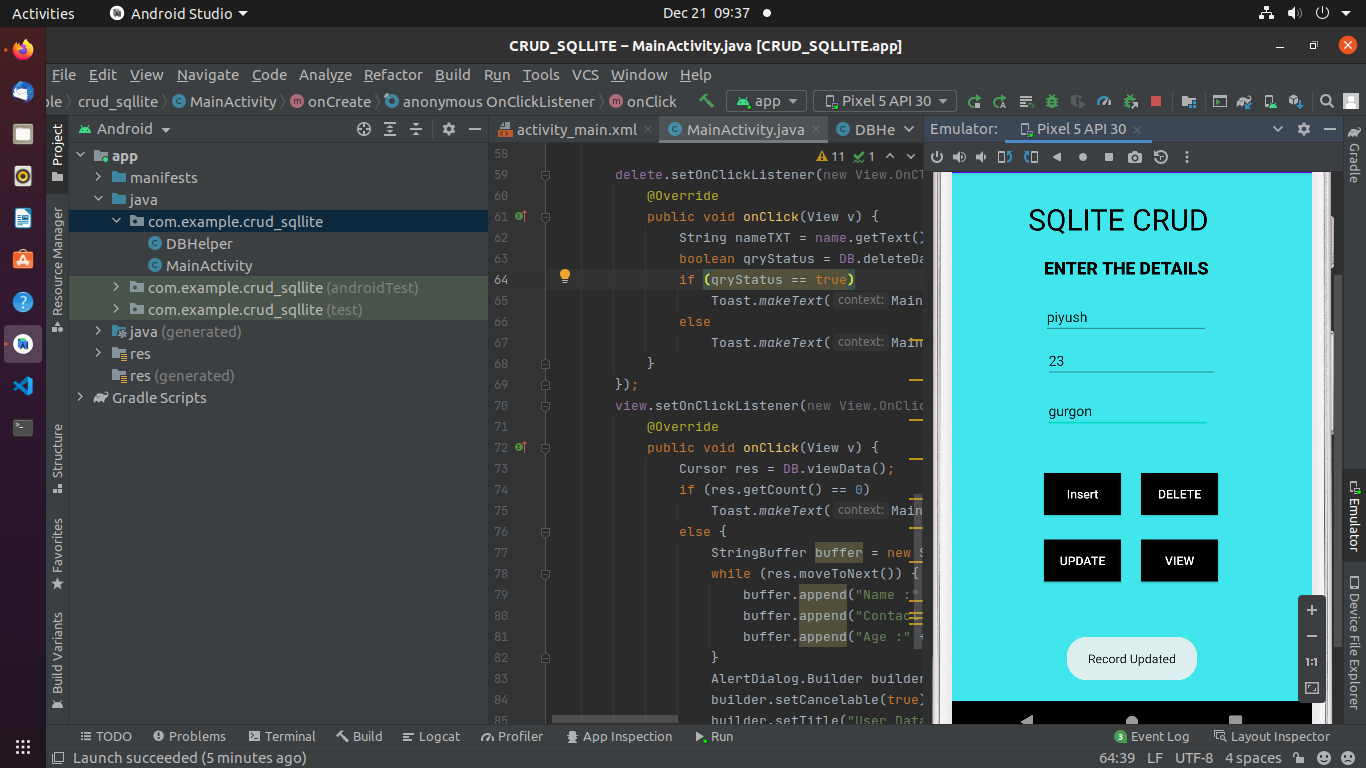 Activities
Android Studio
Dec 21 09:37
CRUD_SQLLITE – MainActivity.java [CRUD_SQLLITE.app]
File Edit View Navigate Code Analyze Refactor Build Run Tools VCS Window Help
crud_sqllite MainActivity onCreate anonymous OnClickListener onClick app Pixel 5 API 30
Project
Resource Manager
Structure
Favorites
Build Variants
Android
app
manifests
java
com.example.crud_sqllite
DBHelper
MainActivity
com.example.crud_sqllite (androidTest)
com.example.crud_sqllite (test)
java (generated)
res
res (generated)
Gradle Scripts
activity_main.xml MainActivity.java DBHe
11 1
58
59 delete.setOnClickListener(new View.OnCl
60 @Override
61 public void onClick(View v) {
62 String nameTXT = name.getText()
63 boolean qryStatus = DB.deleteDa
64 if (qryStatus == true)
65 Toast.makeText( context: Main
66 else
67 Toast.makeText( context: Main
68 }
69 });
70 view.setOnClickListener(new View.OnClic
71 @Override
72 public void onClick(View v) {
73 Cursor res = DB.viewData();
74 if (res.getCount() == 0)
75 Toast.makeText( context: Main
76 else {
77 StringBuffer buffer = new S
78 while (res.moveToNext()) {
79 buffer.append("Name :"
80 buffer.append("Contac
81 buffer.append("Age :" +
82 }
83 AlertDialog.Builder builder
84 builder.setCancelable(true)
85 builder.setTitle("User Data
Emulator: Pixel 5 API 30
SQLITE CRUD
ENTER THE DETAILS
piyush
23
gurgon
Insert DELETE
UPDATE VIEW
Record Updated
1:1
Gradle
Emulator
Device File Explorer
TODO Problems Terminal Build Logcat Profiler App Inspection Run 3 Event Log Layout Inspector
Launch succeeded (5 minutes ago) 64:39 LF UTF-8 4 spaces